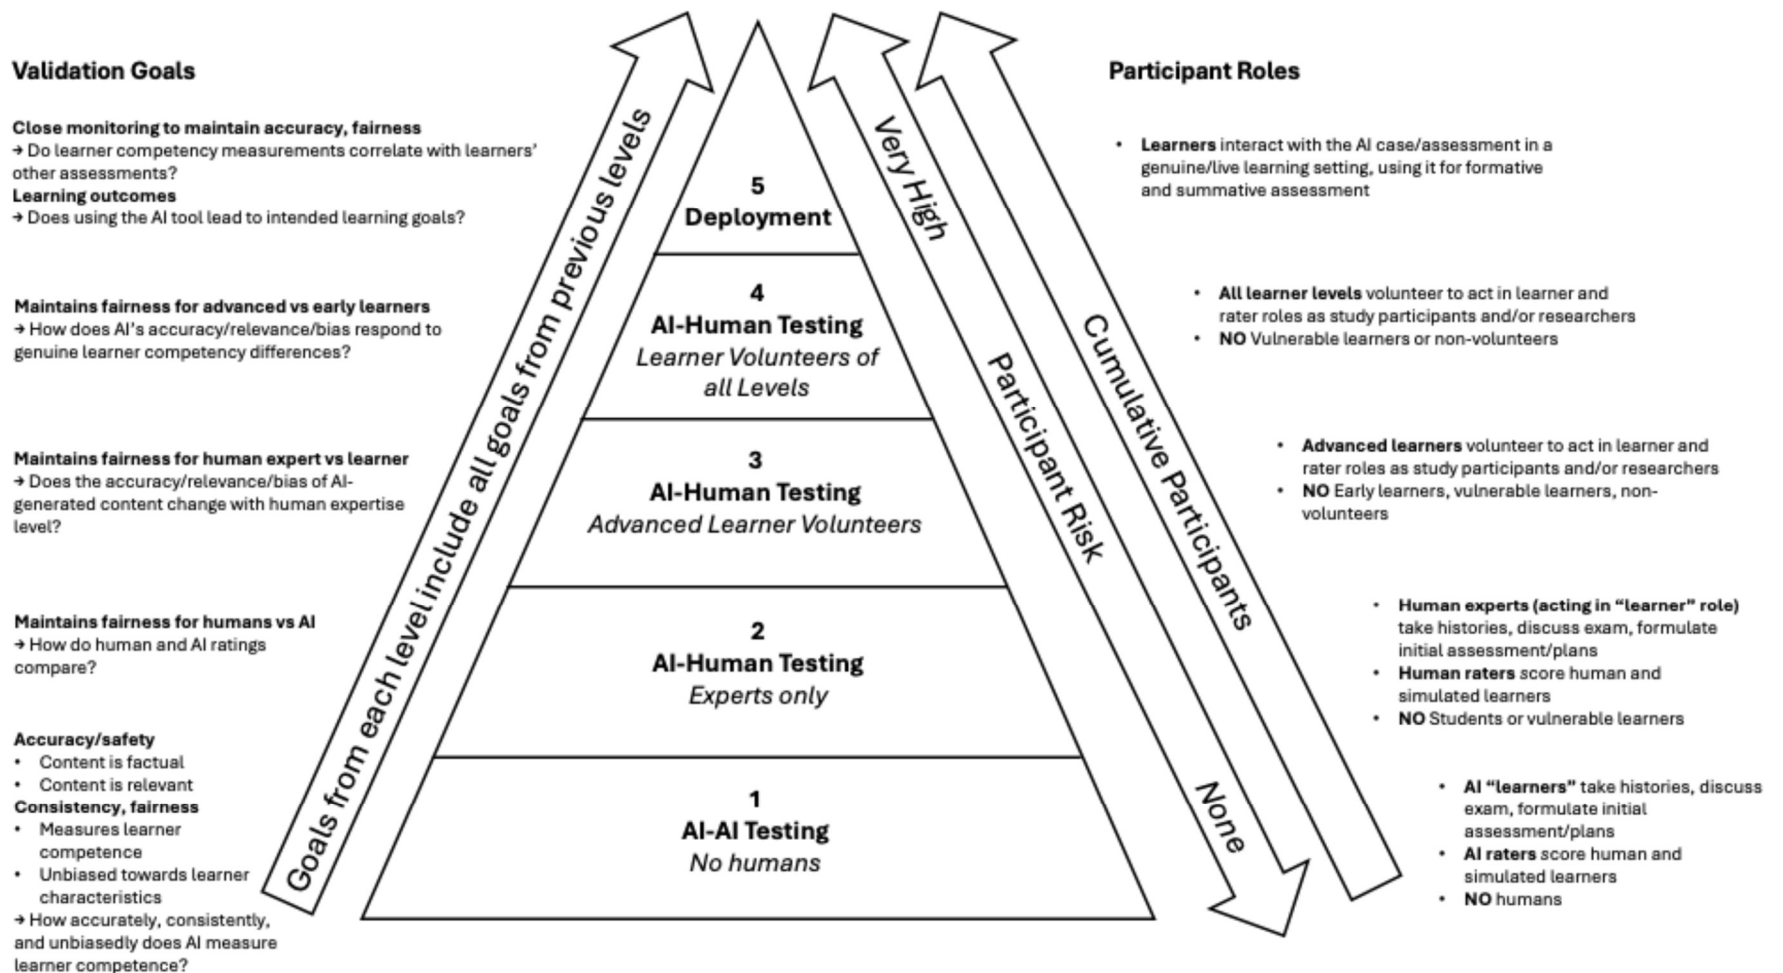 Validation Goals
Close monitoring to maintain accuracy, fairness
→ Do learner competency measurements correlate with learners’
other assessments?
Learning outcomes
→ Does using the AI tool lead to intended learning goals?
Maintains fairness for advanced vs early learners
→ How does AI’s accuracy/relevance/bias respond to
genuine learner competency differences?
Maintains fairness for human expert vs learner
→ Does the accuracy/relevance/bias of AI-
generated content change with human expertise
level?
Maintains fairness for humans vs AI
→ How do human and AI ratings
compare?
Accuracy/safety
• Content is factual
• Content is relevant
Consistency, fairness
• Measures learner
competence
• Unbiased towards learner
characteristics
→ How accurately, consistently,
and unbiasedly does AI measure
learner competence?
Goals from each level include all goals from previous levels
5
Deployment
4
AI-Human Testing
Learner Volunteers of
all Levels
3
AI-Human Testing
Advanced Learner Volunteers
2
AI-Human Testing
Experts only
1
AI-AI Testing
No humans
Very High
Participant Risk
None
Cumulative Participants
Participant Roles
• Learners interact with the AI case/assessment in a
genuine/live learning setting, using it for formative
and summative assessment
• All learner levels volunteer to act in learner and
rater roles as study participants and/or researchers
• NO Vulnerable learners or non-volunteers
• Advanced learners volunteer to act in learner and
rater roles as study participants and/or researchers
• NO Early learners, vulnerable learners, non-
volunteers
• Human experts (acting in “learner” role)
take histories, discuss exam, formulate
initial assessment/plans
• Human raters score human and
simulated learners
• NO Students or vulnerable learners
• AI “learners” take histories, discuss
exam, formulate initial
assessment/plans
• AI raters score human and
simulated learners
• NO humans